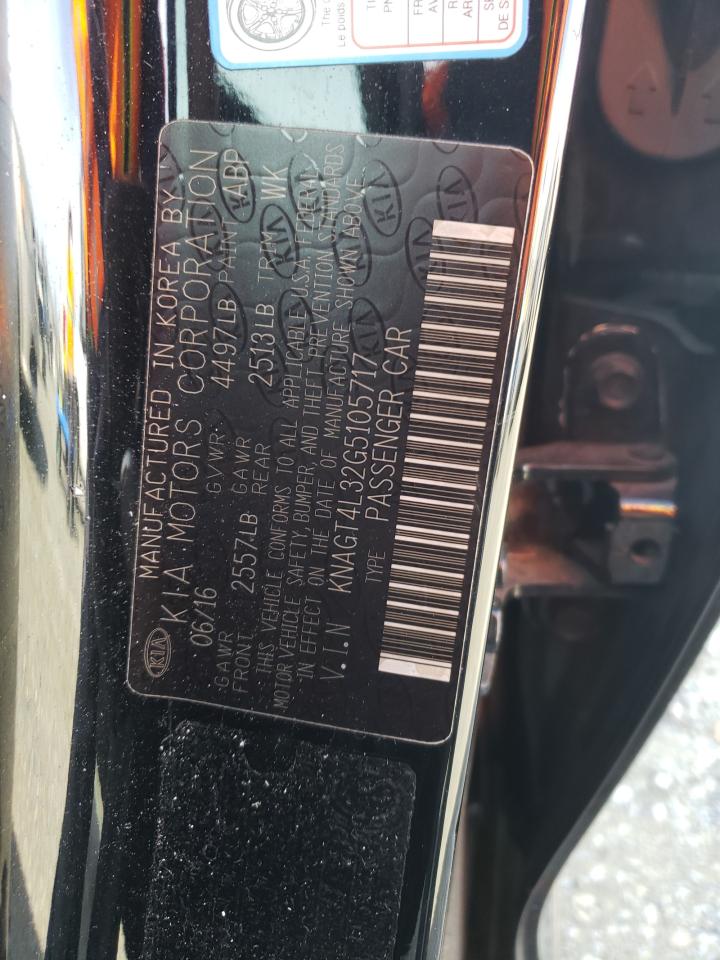 MANUFACTURED IN KOREA BY:
KIA KIA MOTORS CORPORATION
06/16 GVWR 4497LB PAINT ABP
GAWR FRONT 2557LB GAWR REAR 2513LB TRIM WK
THIS VEHICLE CONFORMS TO ALL APPLICABLE U.S.A. FEDERAL
MOTOR VEHICLE SAFETY, BUMPER, AND THEFT PREVENTION STANDARDS
IN EFFECT ON THE DATE OF MANUFACTURE SHOWN ABOVE.
V.I.N KNAGT4L32G5105717
TYPE PASSENGER CAR